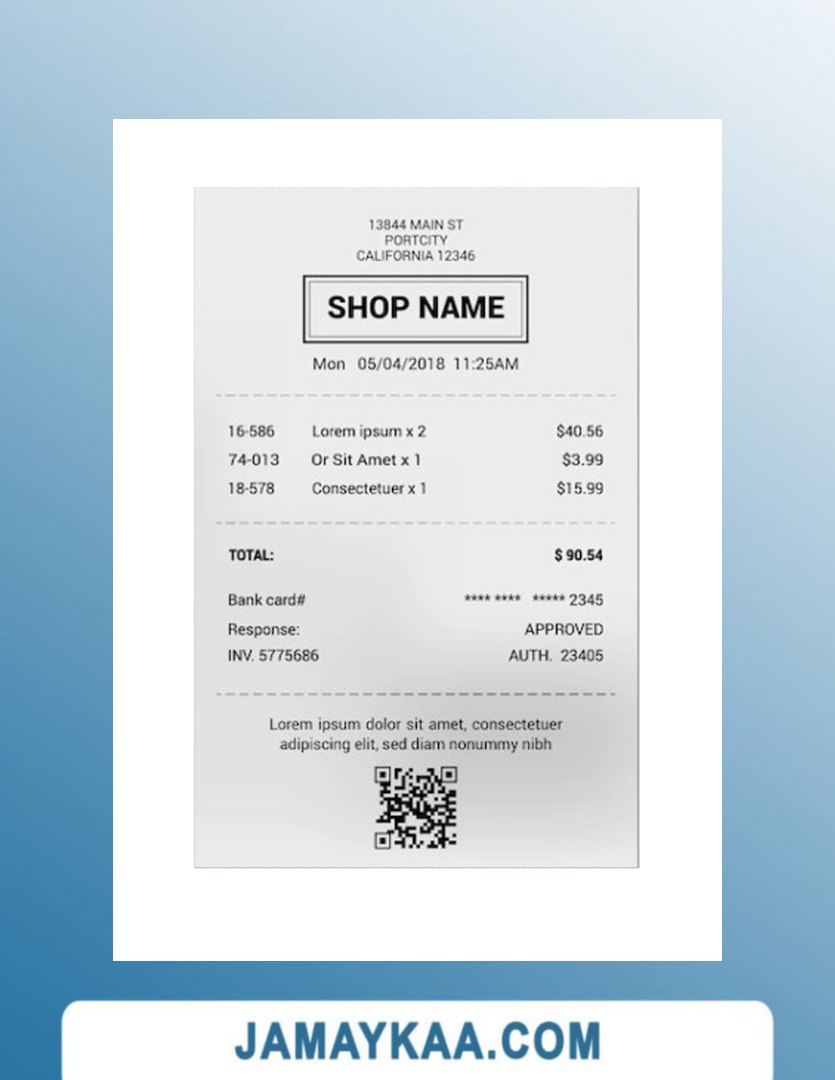 13844 MAIN ST
PORTCITY
CALIFORNIA 12346
SHOP NAME
Mon 05/04/2018 11:25AM
16-586 Lorem ipsum x 2 $40.56
74-013 Or Sit Amet x 1 $3.99
18-578 Consectetuer x 1 $15.99
TOTAL: $ 90.54
Bank card# **** **** ***** 2345
Response: APPROVED
INV. 5775686 AUTH. 23405
Lorem ipsum dolor sit amet, consectetuer
adipiscing elit, sed diam nonummy nibh
JAMAYKAA.COM